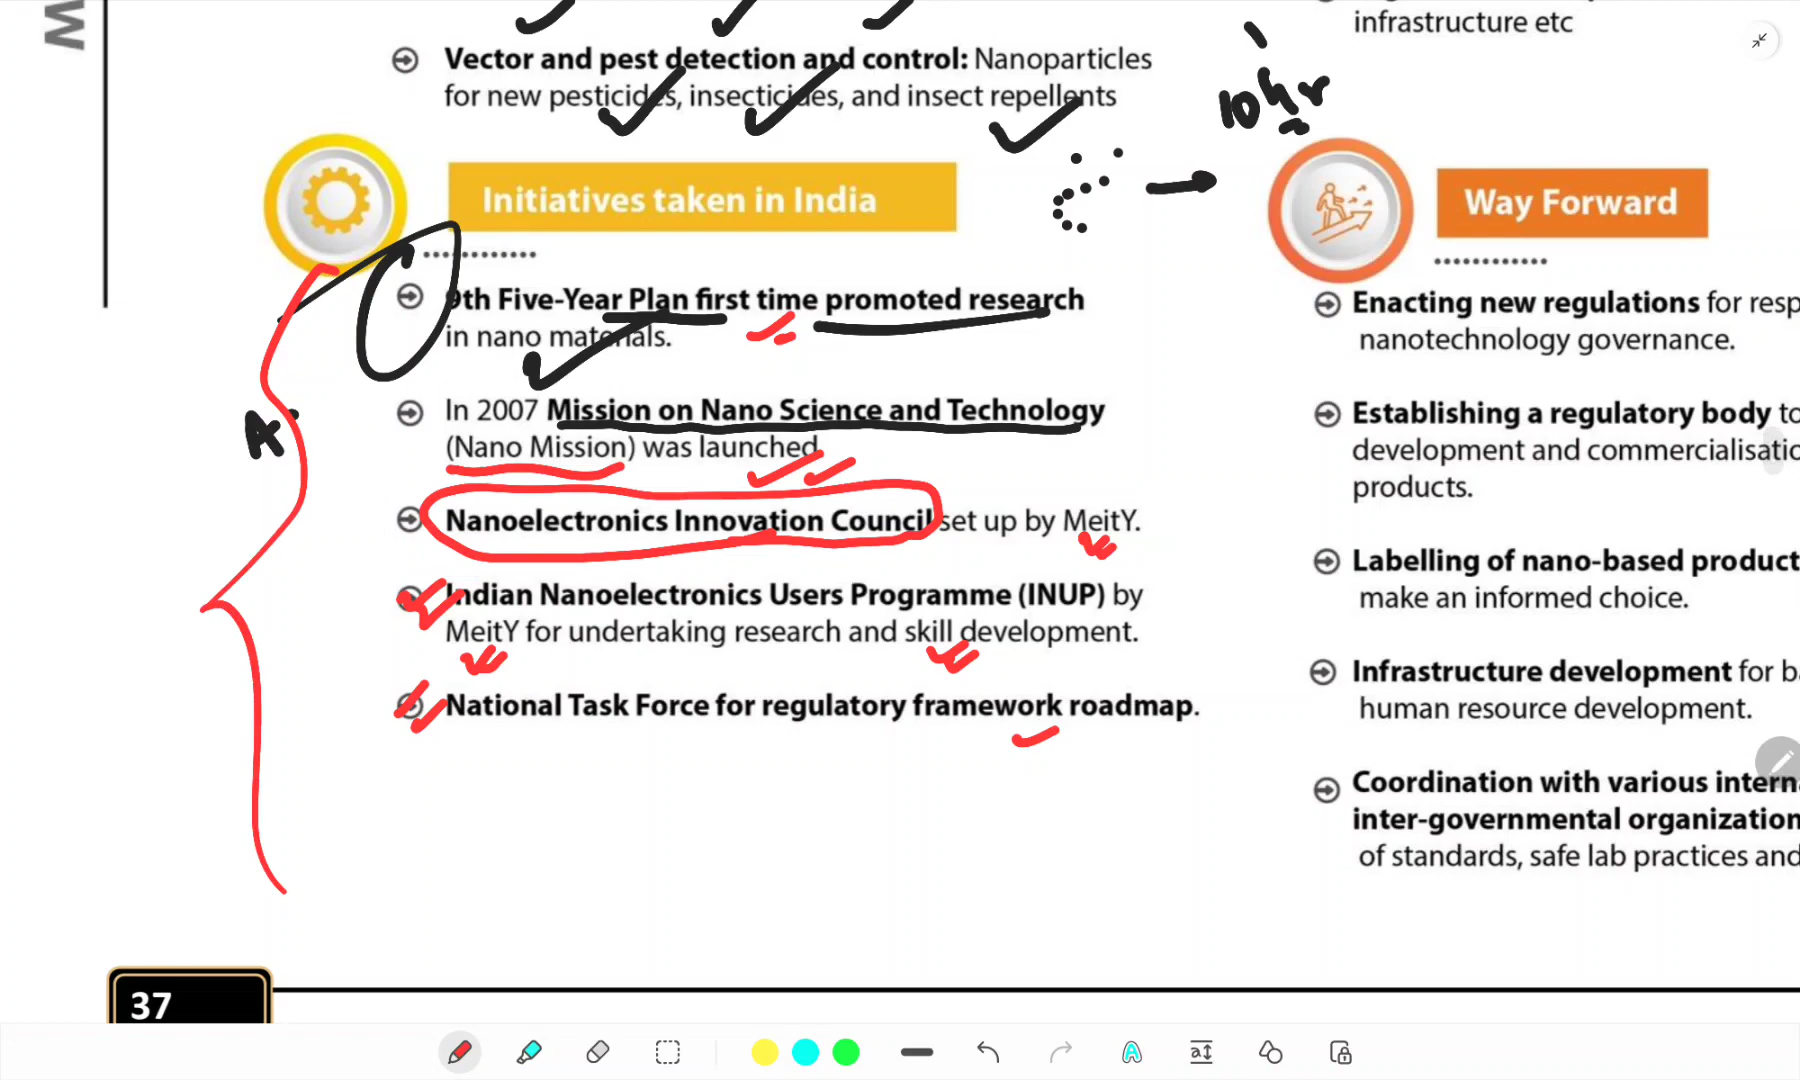 W
infrastructure etc
Vector and pest detection and control: Nanoparticles
for new pesticides, insecticides, and insect repellents
10 hr
Initiatives taken in India
9th Five-Year Plan first time promoted research
in nano materials.
In 2007 Mission on Nano Science and Technology
(Nano Mission) was launched
Nanoelectronics Innovation Council set up by MeitY.
Indian Nanoelectronics Users Programme (INUP) by
MeitY for undertaking research and skill development.
National Task Force for regulatory framework roadmap.
Way Forward
Enacting new regulations for resp
nanotechnology governance.
Establishing a regulatory body to
development and commercialisatio
products.
Labelling of nano-based product
make an informed choice.
Infrastructure development for ba
human resource development.
Coordination with various interna
inter-governmental organization
of standards, safe lab practices and
37